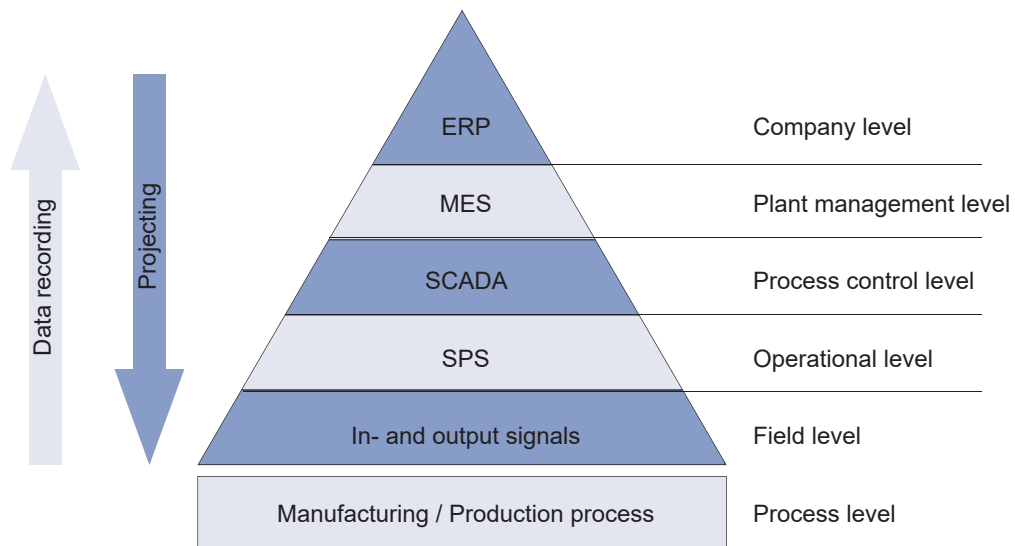 ERP
Company level
MES
Plant management level
SCADA
Process control level
SPS
Operational level
In- and output signals
Field level
Manufacturing / Production process
Process level
Data recording
Projecting